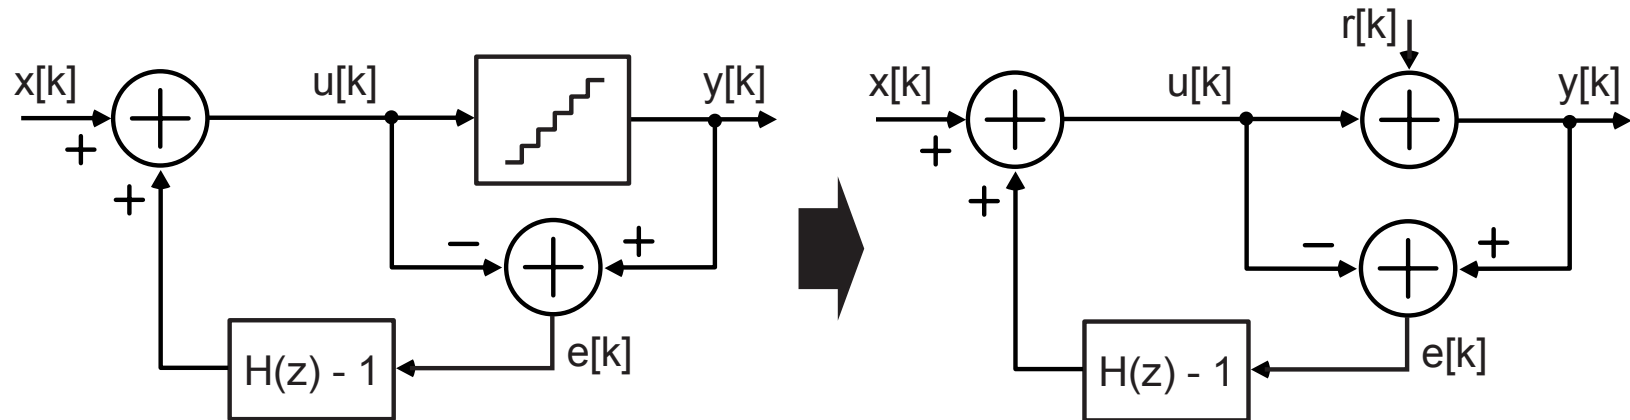 r[k]
x[k]
u[k]
y[k]
x[k]
u[k]
y[k]
+
+
+
+
−
+
−
+
e[k]
e[k]
H(z) - 1
H(z) - 1